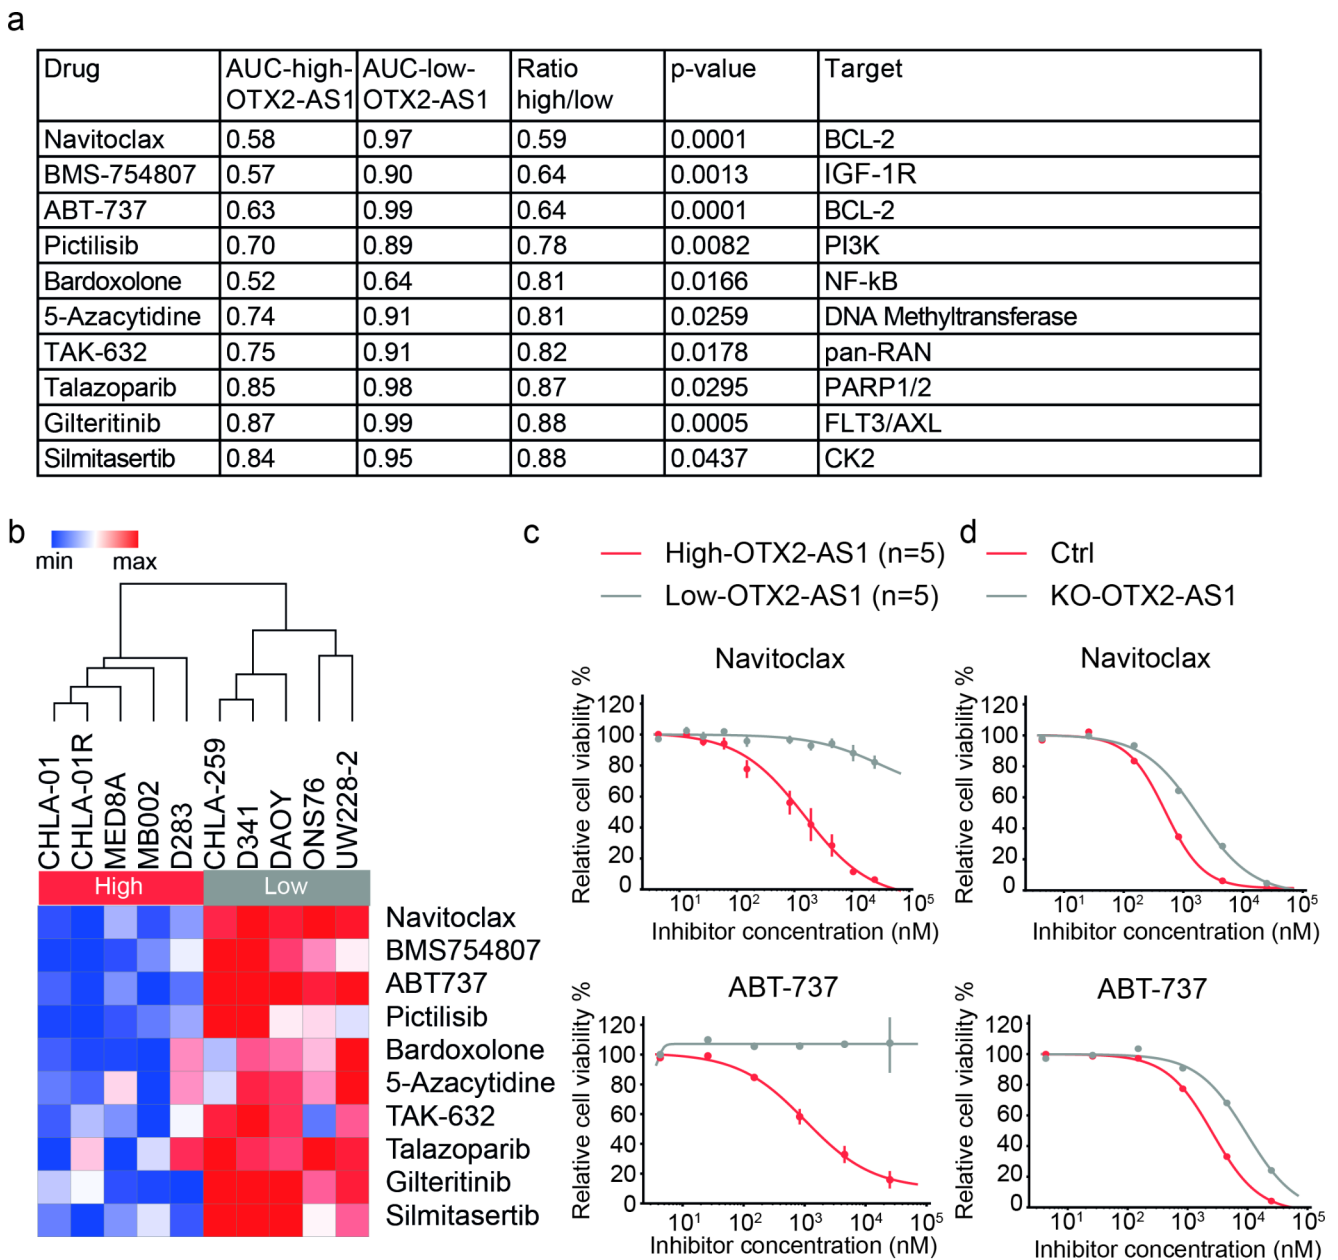 a
Drug AUC-high-OTX2-AS1 AUC-low-OTX2-AS1 Ratio high/low p-value Target
Navitoclax 0.58 0.97 0.59 0.0001 BCL-2
BMS-754807 0.57 0.90 0.64 0.0013 IGF-1R
ABT-737 0.63 0.99 0.64 0.0001 BCL-2
Pictilisib 0.70 0.89 0.78 0.0082 PI3K
Bardoxolone 0.52 0.64 0.81 0.0166 NF-kB
5-Azacytidine 0.74 0.91 0.81 0.0259 DNA Methyltransferase
TAK-632 0.75 0.91 0.82 0.0178 pan-RAN
Talazoparib 0.85 0.98 0.87 0.0295 PARP1/2
Gilteritinib 0.87 0.99 0.88 0.0005 FLT3/AXL
Silmitasertib 0.84 0.95 0.88 0.0437 CK2
b
min max
CHLA-01
CHLA-01R
MED8A
MB002
D283
CHLA-259
D341
DAOY
ONS76
UW228-2
High Low
Navitoclax
BMS754807
ABT737
Pictilisib
Bardoxolone
5-Azacytidine
TAK-632
Talazoparib
Gilteritinib
Silmitasertib
c
High-OTX2-AS1 (n=5)
Low-OTX2-AS1 (n=5)
Navitoclax
Relative cell viability %
120
100
80
60
40
20
0
10¹ 10² 10³ 10⁴ 10⁵
Inhibitor concentration (nM)
ABT-737
Relative cell viability %
120
100
80
60
40
20
0
10¹ 10² 10³ 10⁴ 10⁵
Inhibitor concentration (nM)
d
Ctrl
KO-OTX2-AS1
Navitoclax
Relative cell viability %
120
100
80
60
40
20
0
10¹ 10² 10³ 10⁴ 10⁵
Inhibitor concentration (nM)
ABT-737
Relative cell viability %
120
100
80
60
40
20
0
10¹ 10² 10³ 10⁴ 10⁵
Inhibitor concentration (nM)